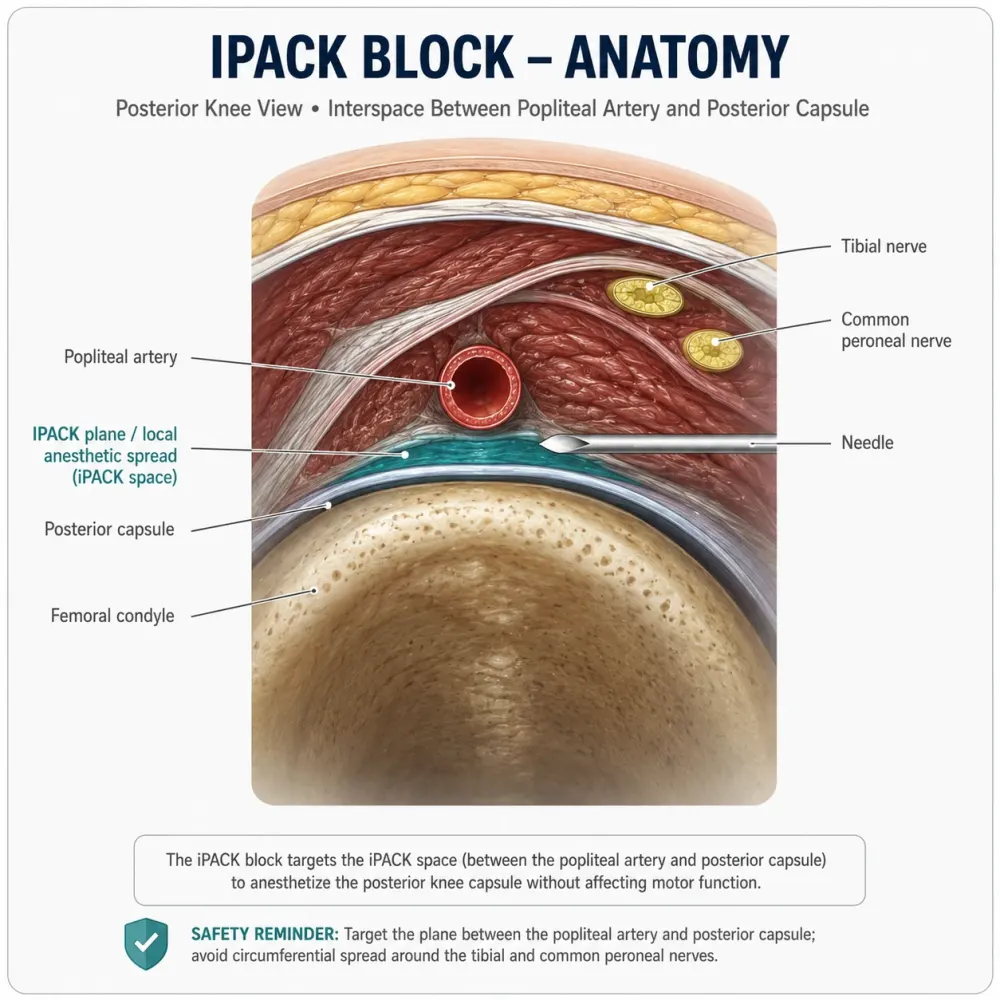 IPACK BLOCK – ANATOMY
Posterior Knee View • Interspace Between Popliteal Artery and Posterior Capsule
Tibial nerve
Common
peroneal nerve
Popliteal artery
IPACK plane / local
anesthetic spread
(iPACK space)
Needle
Posterior capsule
Femoral condyle
The iPACK block targets the iPACK space (between the popliteal artery and posterior capsule)
to anesthetize the posterior knee capsule without affecting motor function.
SAFETY REMINDER: Target the plane between the popliteal artery and posterior capsule;
avoid circumferential spread around the tibial and common peroneal nerves.